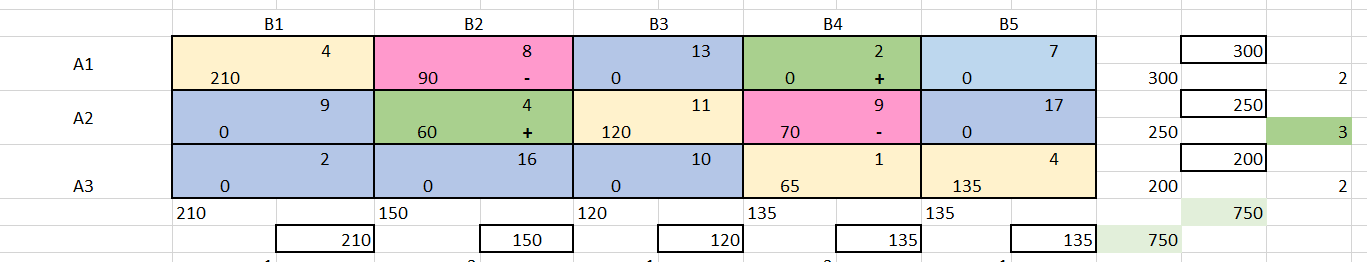 B1 B2 B3 B4 B5
A1 4 8 13 2 7 300
210 90 - 0 0 + 0 300 2
A2 9 4 11 9 17 250
0 60 + 120 70 - 0 250 3
2 16 10 1 4 200
A3 0 0 0 65 135 200 2
210 150 120 135 135 750
210 150 120 135 135 750